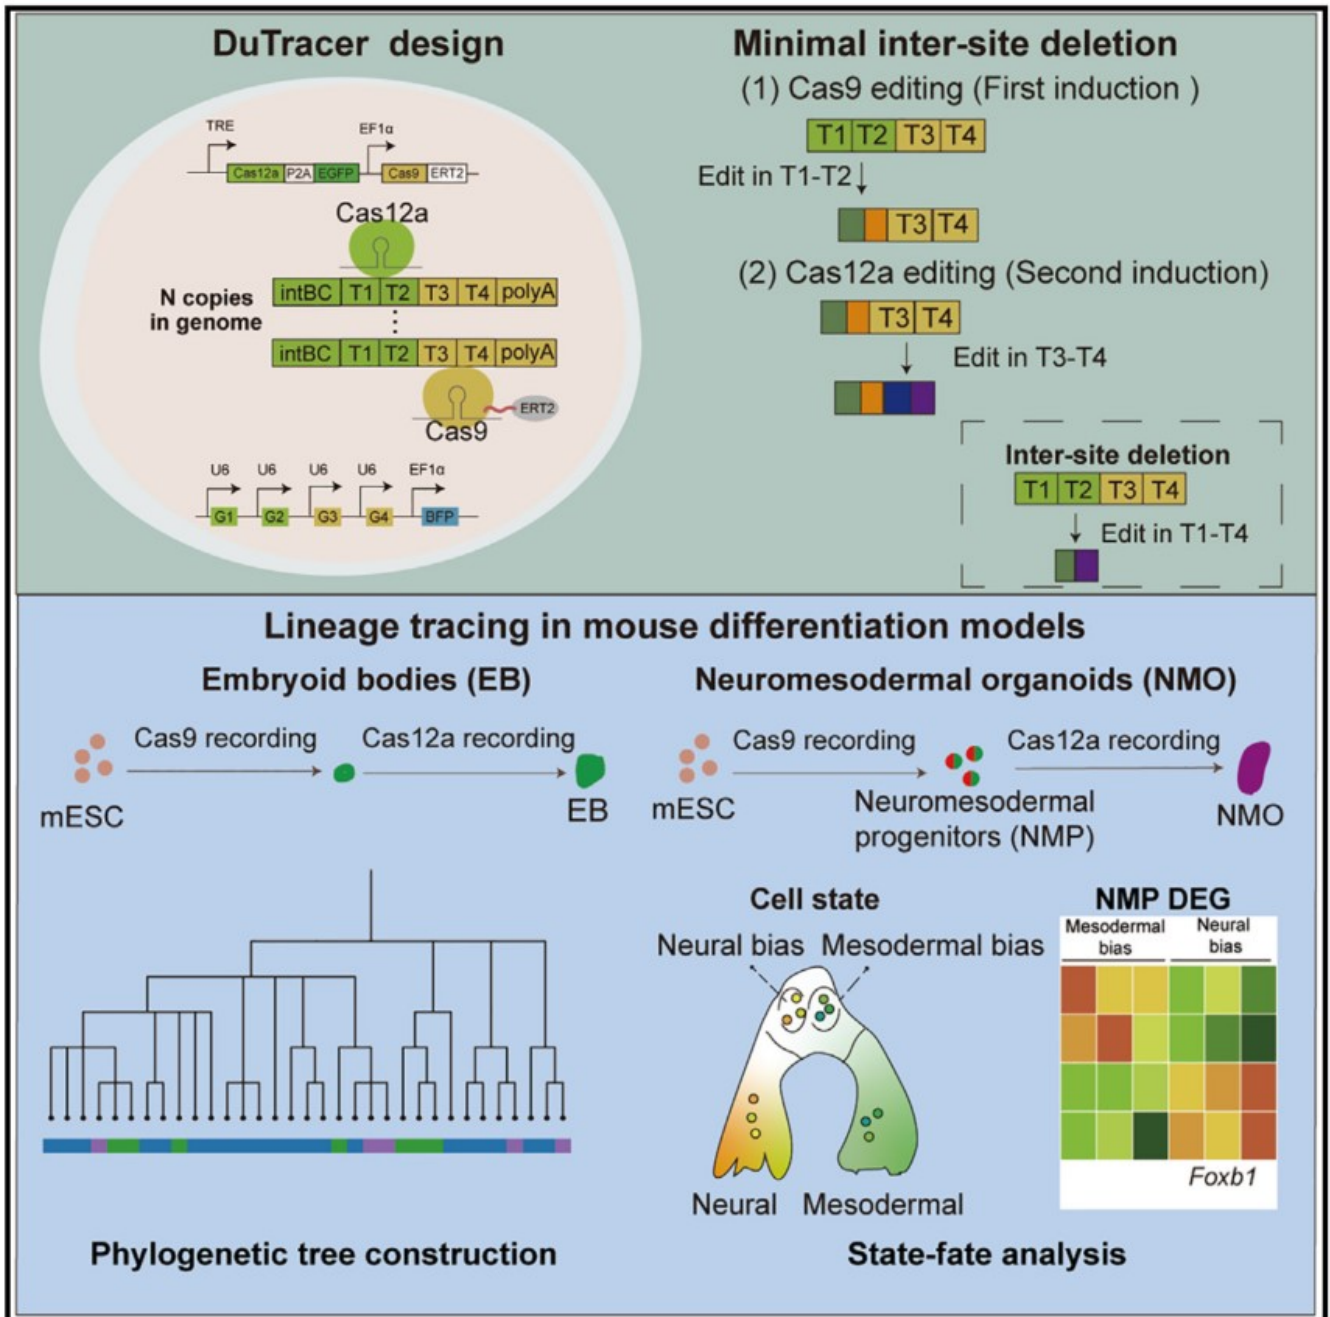 DuTracer design
TRE
EF1α
Cas12a P2A EGFP
Cas9 ERT2
Cas12a
N copies
in genome
intBC T1 T2 T3 T4 polyA
intBC T1 T2 T3 T4 polyA
ERT2
Cas9
U6 U6 U6 U6 EF1α
G1 G2 G3 G4 BFP
Minimal inter-site deletion
(1) Cas9 editing (First induction )
T1 T2 T3 T4
Edit in T1-T2
T3 T4
(2) Cas12a editing (Second induction)
T3 T4
Edit in T3-T4
Inter-site deletion
T1 T2 T3 T4
Edit in T1-T4
Lineage tracing in mouse differentiation models
Embryoid bodies (EB)
Cas9 recording
Cas12a recording
mESC
EB
Phylogenetic tree construction
Neuromesodermal organoids (NMO)
Cas9 recording
Cas12a recording
mESC
Neuromesodermal
progenitors (NMP)
NMO
Cell state
Neural bias
Mesodermal bias
Neural
Mesodermal
NMP DEG
Mesodermal
bias
Neural
bias
Foxb1
State-fate analysis